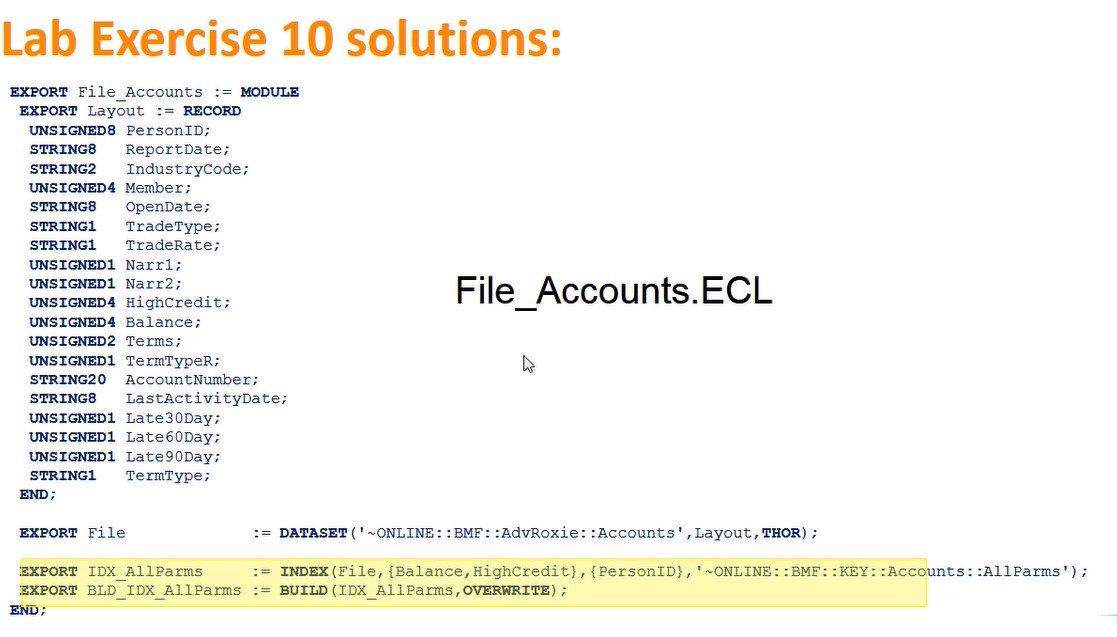 Lab Exercise 10 solutions:
EXPORT File_Accounts := MODULE
EXPORT Layout := RECORD
UNSIGNED8 PersonID;
STRING8 ReportDate;
STRING2 IndustryCode;
UNSIGNED4 Member;
STRING8 OpenDate;
STRING1 TradeType;
STRING1 TradeRate;
UNSIGNED1 Narr1;
UNSIGNED1 Narr2;
File_Accounts.ECL
UNSIGNED4 HighCredit;
UNSIGNED4 Balance;
UNSIGNED2 Terms;
UNSIGNED1 TermTypeR;
STRING20 AccountNumber;
STRING8 LastActivityDate;
UNSIGNED1 Late30Day;
UNSIGNED1 Late60Day;
UNSIGNED1 Late90Day;
STRING1 TermType;
END;
EXPORT File := DATASET('~ONLINE::BMF::AdvRoxie::Accounts',Layout,THOR);
EXPORT IDX_AllParms := INDEX(File,{Balance,HighCredit},{PersonID},'~ONLINE::BMF::KEY::Accounts::AllParms');
EXPORT BLD_IDX_AllParms := BUILD(IDX_AllParms,OVERWRITE);
END;